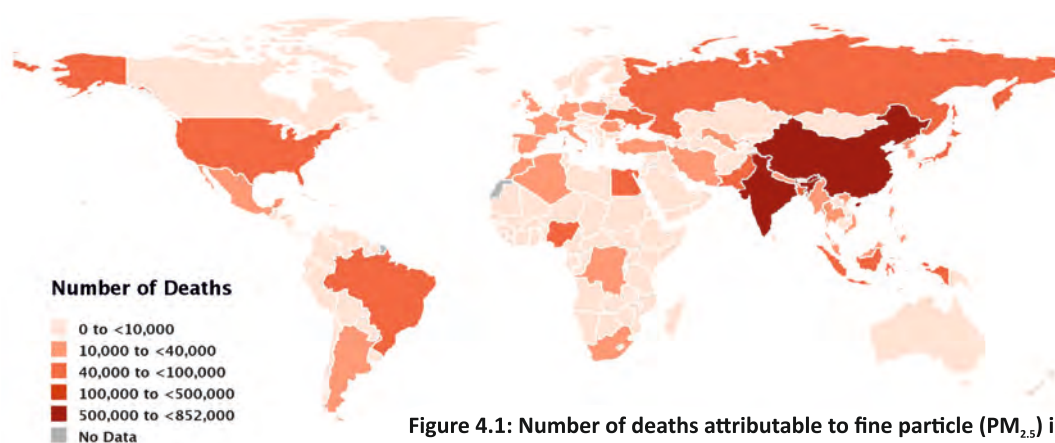 Number of Deaths
0 to <10,000
10,000 to <40,000
40,000 to <100,000
100,000 to <500,000
500,000 to <852,000
No Data
Figure 4.1: Number of deaths attributable to fine particle (PM2.5) i